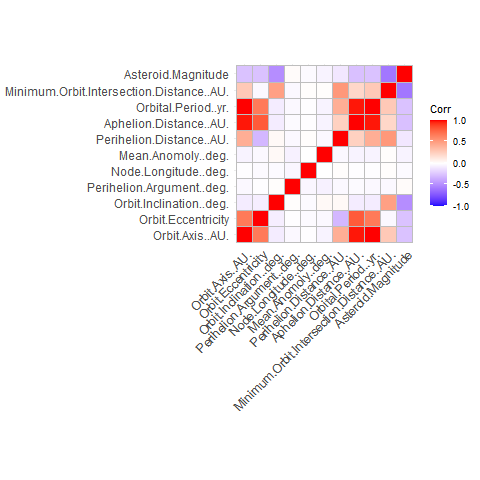 Asteroid.Magnitude
Minimum.Orbit.Intersection.Distance..AU.
Orbital.Period..yr.
Aphelion.Distance..AU.
Perihelion.Distance..AU.
Mean.Anomoly..deg.
Node.Longitude..deg.
Perihelion.Argument..deg.
Orbit.Inclination..deg.
Orbit.Eccentricity
Orbit.Axis..AU.
Corr
1.0
0.5
0.0
-0.5
-1.0
Orbit.Axis..AU.
Orbit.Eccentricity
Orbit.Inclination..deg.
Perihelion.Argument..deg.
Node.Longitude..deg.
Mean.Anomoly..deg.
Perihelion.Distance..AU.
Aphelion.Distance..AU.
Orbital.Period..yr.
Minimum.Orbit.Intersection.Distance..AU.
Asteroid.Magnitude